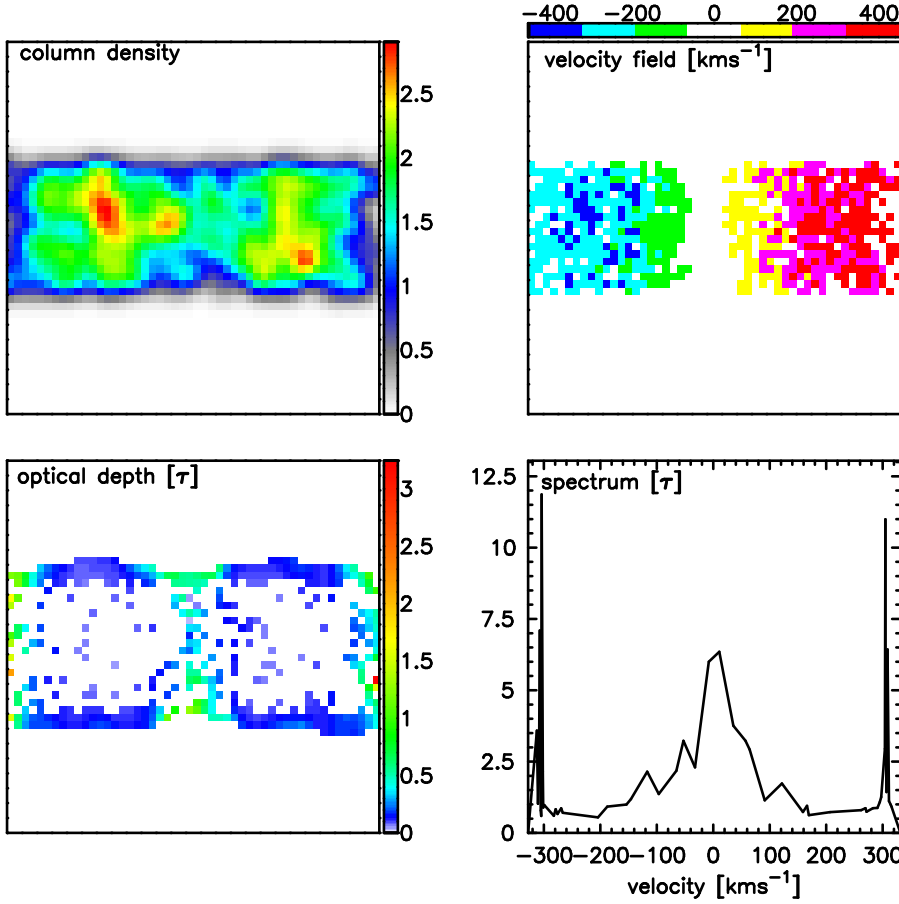 −400 −200 0 200 400
column density
velocity field [kms−1]
2.5
2
1.5
1
0.5
0
optical depth [τ]
spectrum [τ]
3
2.5
2
1.5
1
0.5
0
12.5
10
7.5
5
2.5
0
−300 −200 −100 0 100 200 300
velocity [kms−1]